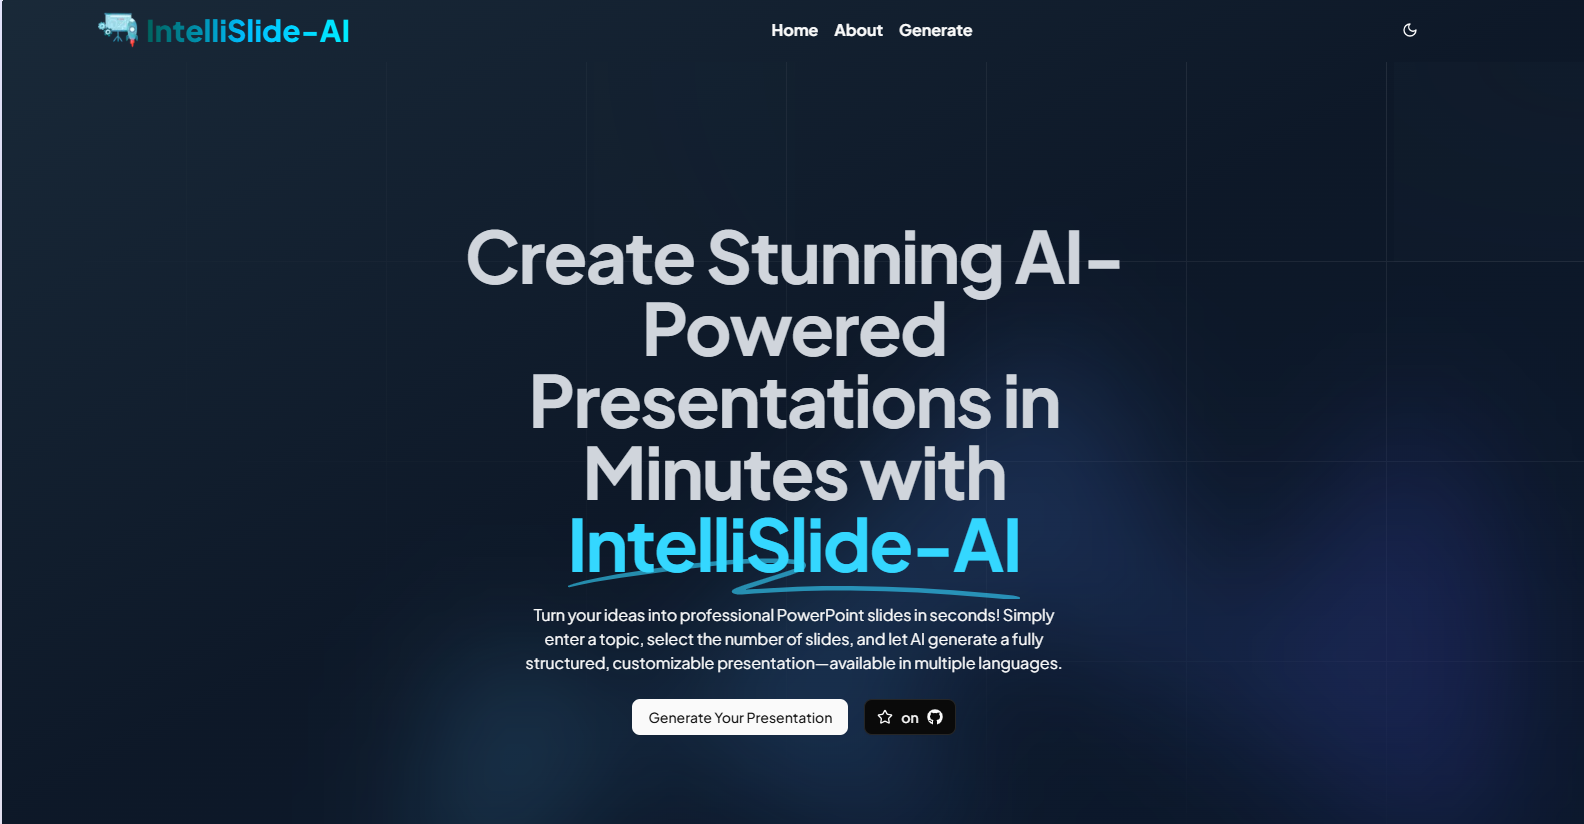 IntelliSlide-AI
Home About Generate
Create Stunning AI-
Powered
Presentations in
Minutes with
IntelliSlide-AI
Turn your ideas into professional PowerPoint slides in seconds! Simply
enter a topic, select the number of slides, and let AI generate a fully
structured, customizable presentation—available in multiple languages.
Generate Your Presentation
on